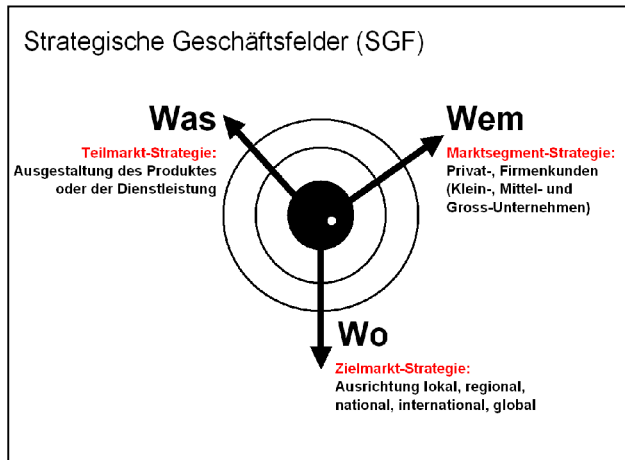 Strategische Geschäftsfelder (SGF)
Was
Teilmarkt-Strategie:
Ausgestaltung des Produktes
oder der Dienstleistung
Wem
Marktsegment-Strategie:
Privat-, Firmenkunden
(Klein-, Mittel- und
Gross-Unternehmen)
Wo
Zielmarkt-Strategie:
Ausrichtung lokal, regional,
national, international, global